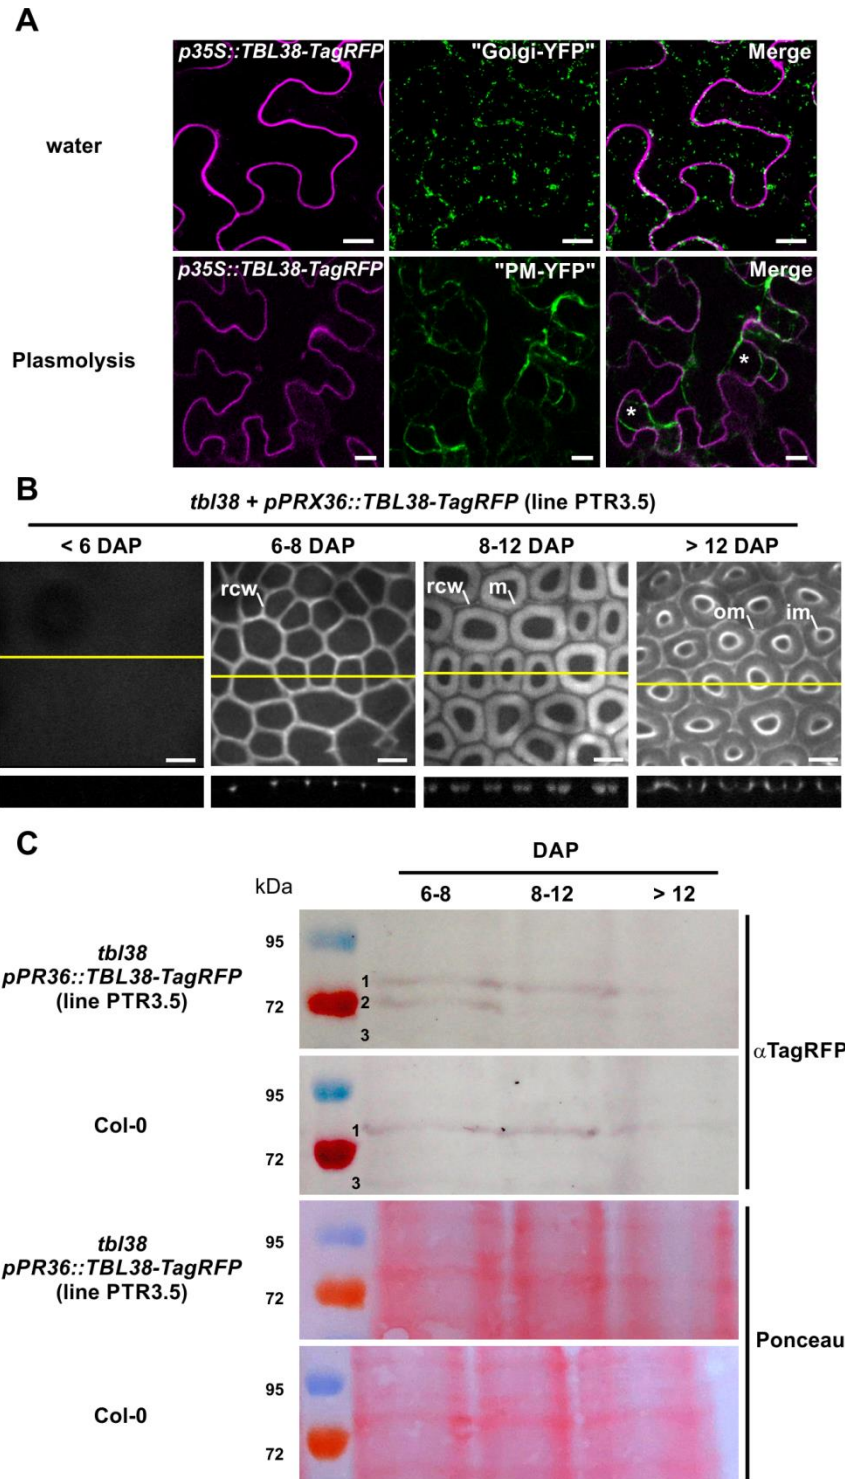 A
p35S::TBL38-TagRFP "Golgi-YFP" Merge
water
p35S::TBL38-TagRFP "PM-YFP" Merge
Plasmolysis
* *
B
tbl38 + pPRX36::TBL38-TagRFP (line PTR3.5)
< 6 DAP 6-8 DAP 8-12 DAP > 12 DAP
rcw rcw m om im
C
DAP
kDa 6-8 8-12 > 12
tbl38
pPR36::TBL38-TagRFP
(line PTR3.5)
95
72
1
2
3
αTagRFP
Col-0
95
72
1
3
tbl38
pPR36::TBL38-TagRFP
(line PTR3.5)
95
72
Ponceau
Col-0
95
72